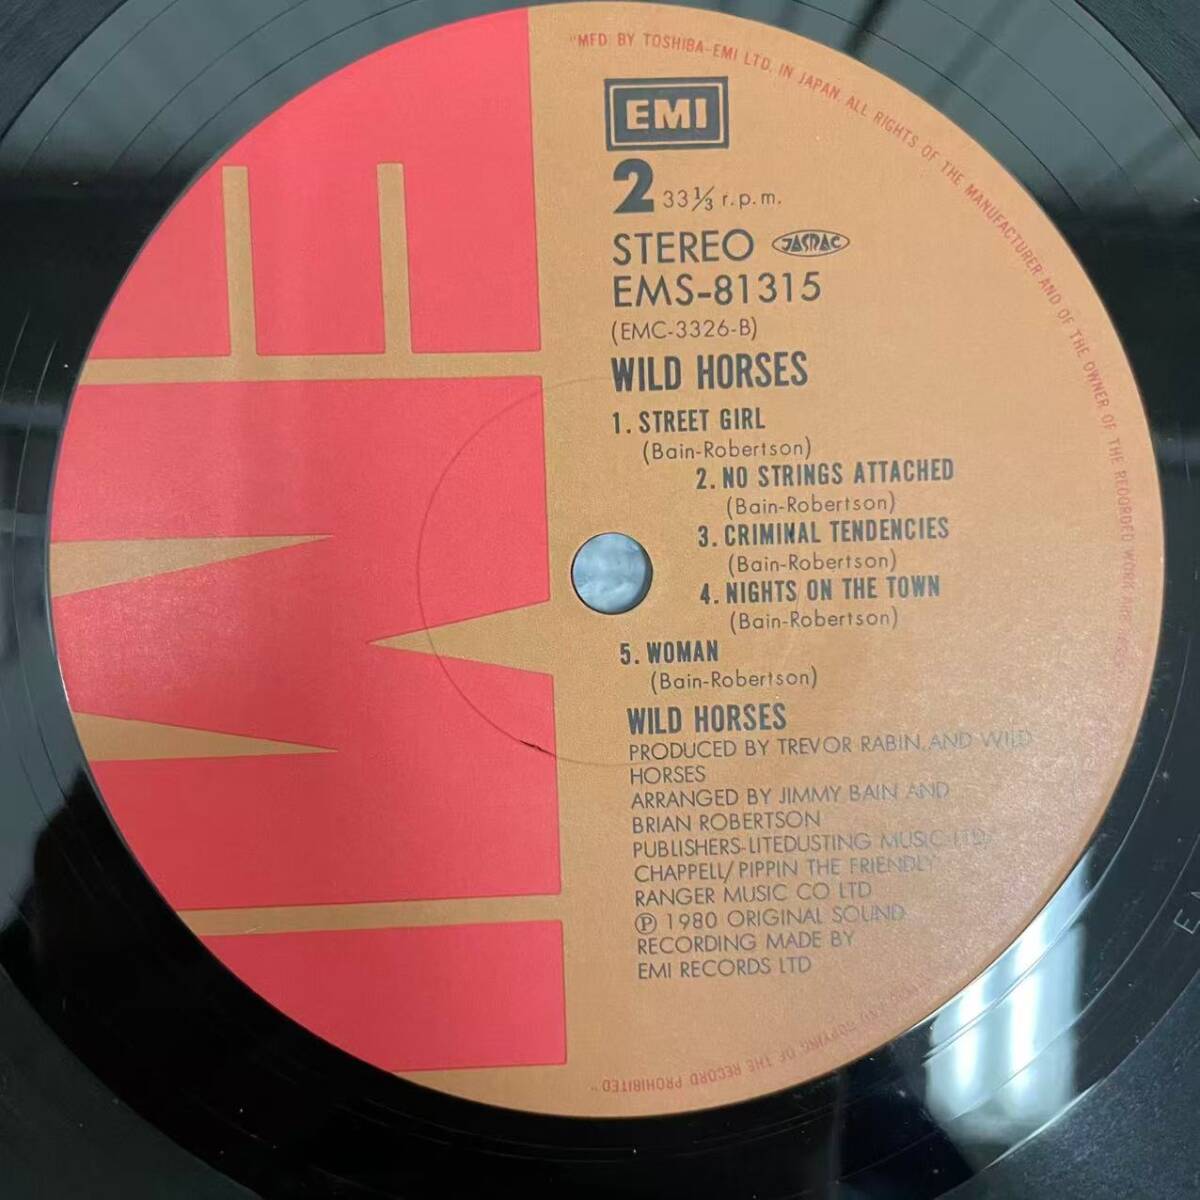 "MFD BY TOSHIBA-EMI LTD. IN JAPAN. ALL RIGHTS OF THE MANUFACTURER AND OF THE OWNER OF THE RECORDED WORK ARE
COPYING OF THE RECORD PROHIBITED"
EMI
2 33⅓ r.p.m.
STEREO JASRAC
EMS-81315
(EMC-3326-B)
WILD HORSES
1. STREET GIRL
(Bain-Robertson)
2. NO STRINGS ATTACHED
(Bain-Robertson)
3. CRIMINAL TENDENCIES
(Bain-Robertson)
4. NIGHTS ON THE TOWN
(Bain-Robertson)
5. WOMAN
(Bain-Robertson)
WILD HORSES
PRODUCED BY TREVOR RABIN AND WILD
HORSES
ARRANGED BY JIMMY BAIN AND
BRIAN ROBERTSON
PUBLISHERS-LITEDUSTING MUSIC LTD/
CHAPPELL/PIPPIN THE FRIENDLY
RANGER MUSIC CO LTD
Ⓟ 1980 ORIGINAL SOUND
RECORDING MADE BY
EMI RECORDS LTD
EMI